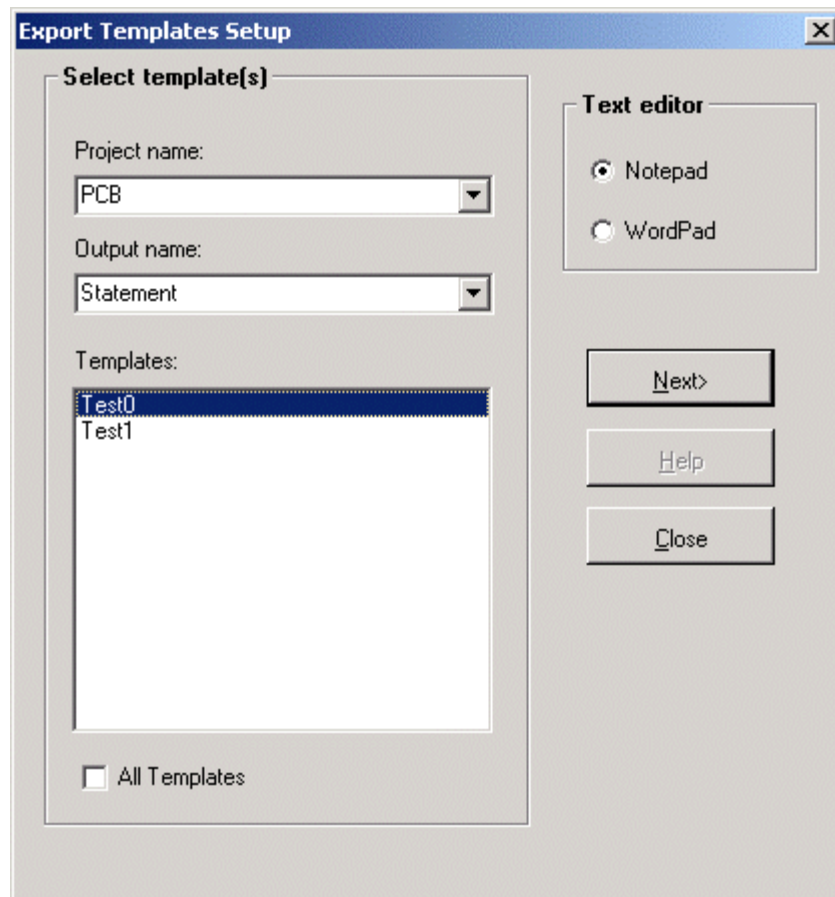 Export Templates Setup
Select template(s)
Project name:
PCB
Output name:
Statement
Templates:
Test0
Test1
All Templates
Text editor
Notepad
WordPad
Next>
Help
Close